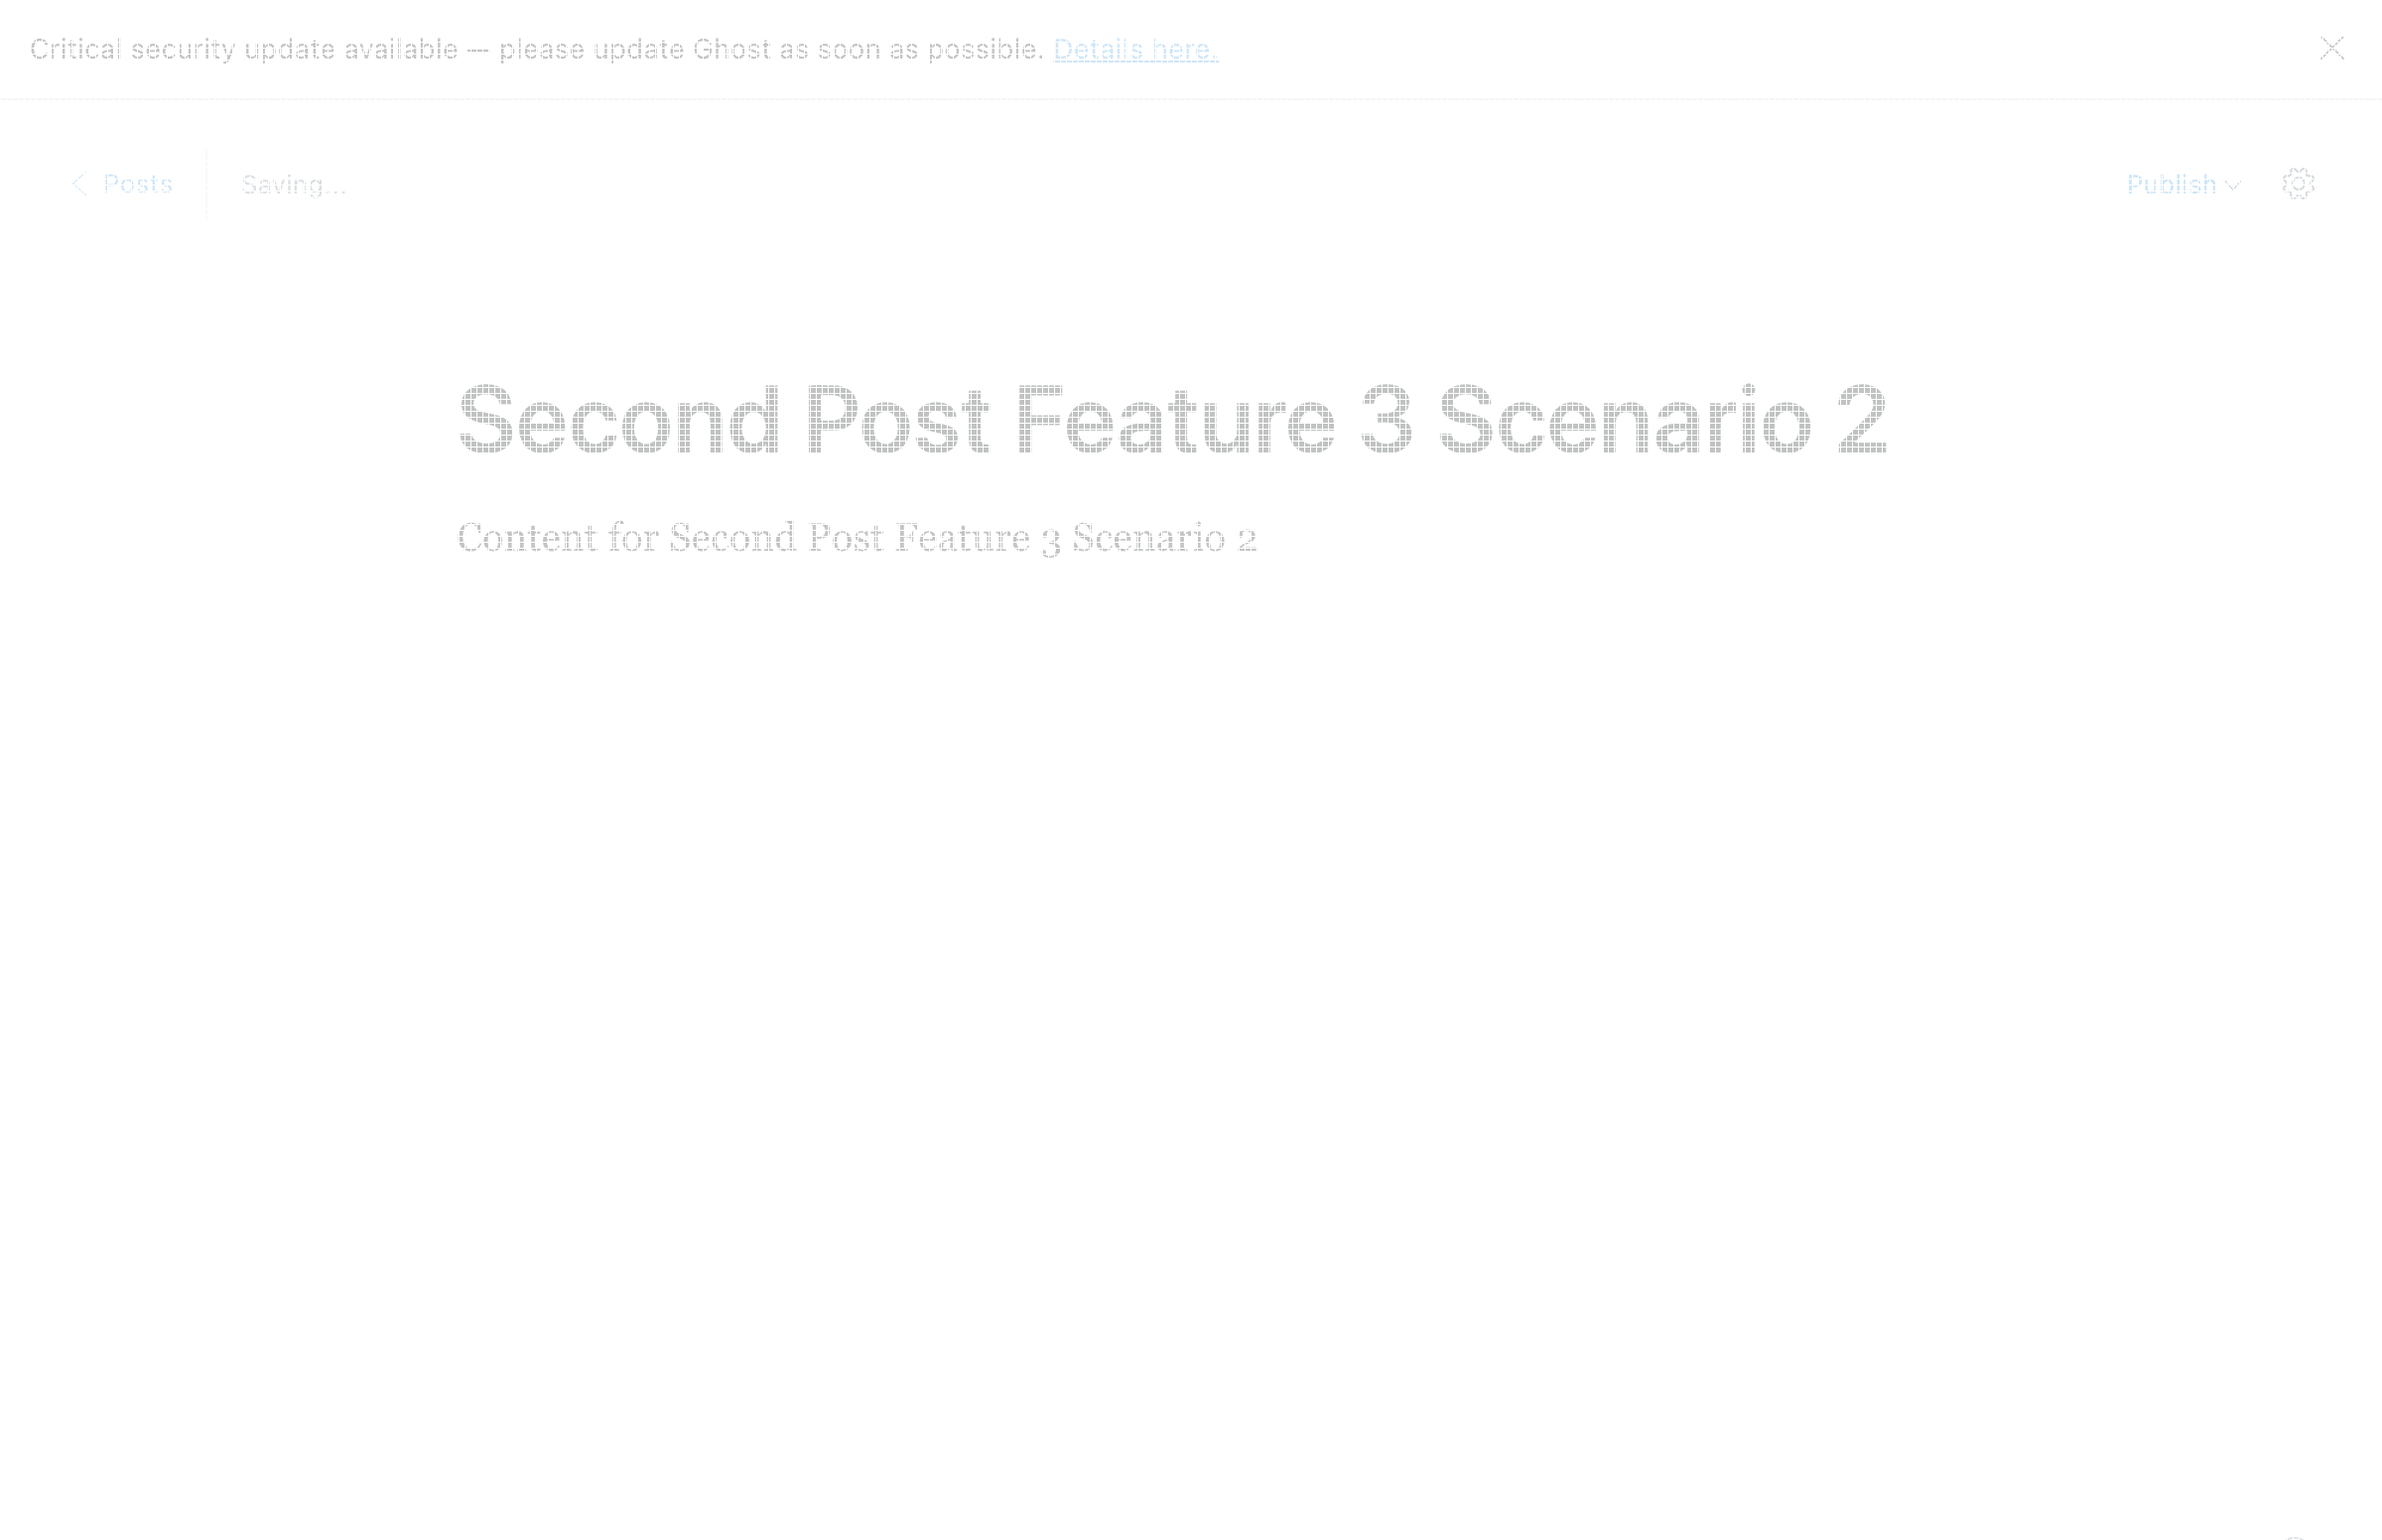 Critical security update available — please update Ghost as soon as possible. Details here.
Posts Saving... Publish
Second Post Feature 3 Scenario 2
Content for Second Post Feature 3 Scenario 2